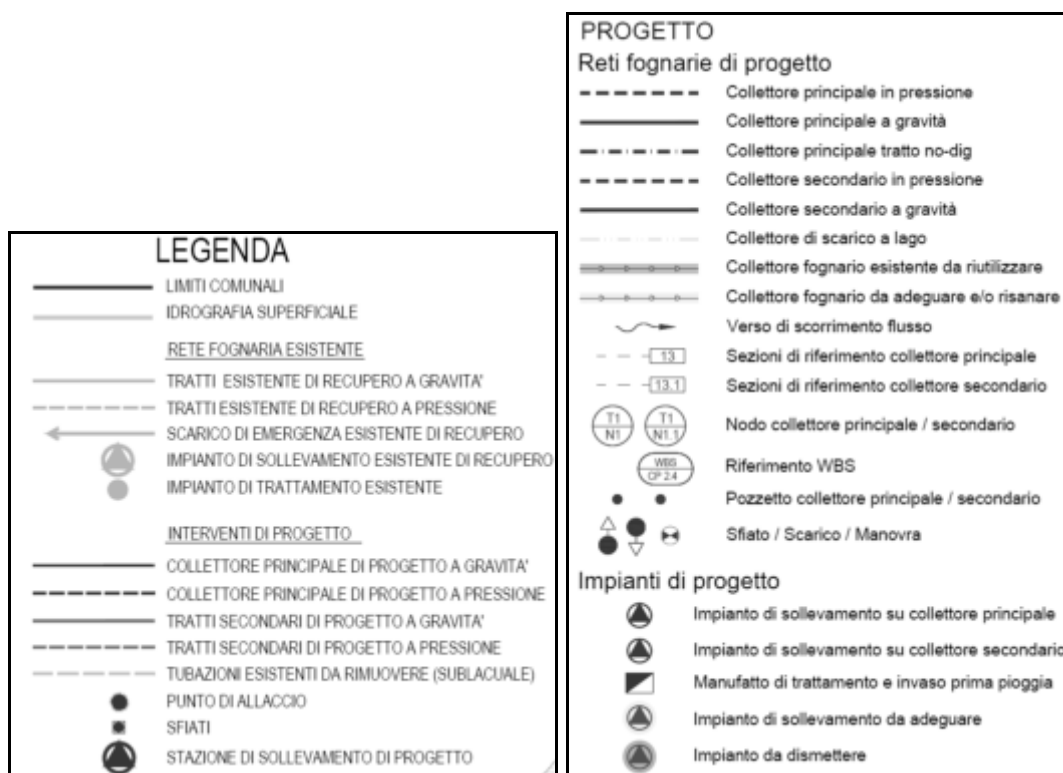 LEGENDA
LIMITI COMUNALI
IDROGRAFIA SUPERFICIALE
RETE FOGNARIA ESISTENTE
TRATTI ESISTENTE DI RECUPERO A GRAVITA'
TRATTI ESISTENTE DI RECUPERO A PRESSIONE
SCARICO DI EMERGENZA ESISTENTE DI RECUPERO
IMPIANTO DI SOLLEVAMENTO ESISTENTE DI RECUPERO
IMPIANTO DI TRATTAMENTO ESISTENTE
INTERVENTI DI PROGETTO
COLLETTORE PRINCIPALE DI PROGETTO A GRAVITA'
COLLETTORE PRINCIPALE DI PROGETTO A PRESSIONE
TRATTI SECONDARI DI PROGETTO A GRAVITA'
TRATTI SECONDARI DI PROGETTO A PRESSIONE
TUBAZIONI ESISTENTI DA RIMUOVERE (SUBLACUALE)
PUNTO DI ALLACCIO
SFIATI
STAZIONE DI SOLLEVAMENTO DI PROGETTO
PROGETTO
Reti fognarie di progetto
Collettore principale in pressione
Collettore principale a gravità
Collettore principale tratto no-dig
Collettore secondario in pressione
Collettore secondario a gravità
Collettore di scarico a lago
Collettore fognario esistente da riutilizzare
Collettore fognario da adeguare e/o risanare
Verso di scorrimento flusso
13 Sezioni di riferimento collettore principale
13.1 Sezioni di riferimento collettore secondario
T1 T1
N1 N1.1
Nodo collettore principale / secondario
WBS
CP 2.4
Riferimento WBS
Pozzetto collettore principale / secondario
Sfiato / Scarico / Manovra
Impianti di progetto
Impianto di sollevamento su collettore principale
Impianto di sollevamento su collettore secondario
Manufatto di trattamento e invaso prima pioggia
Impianto di sollevamento da adeguare
Impianto da dismettere